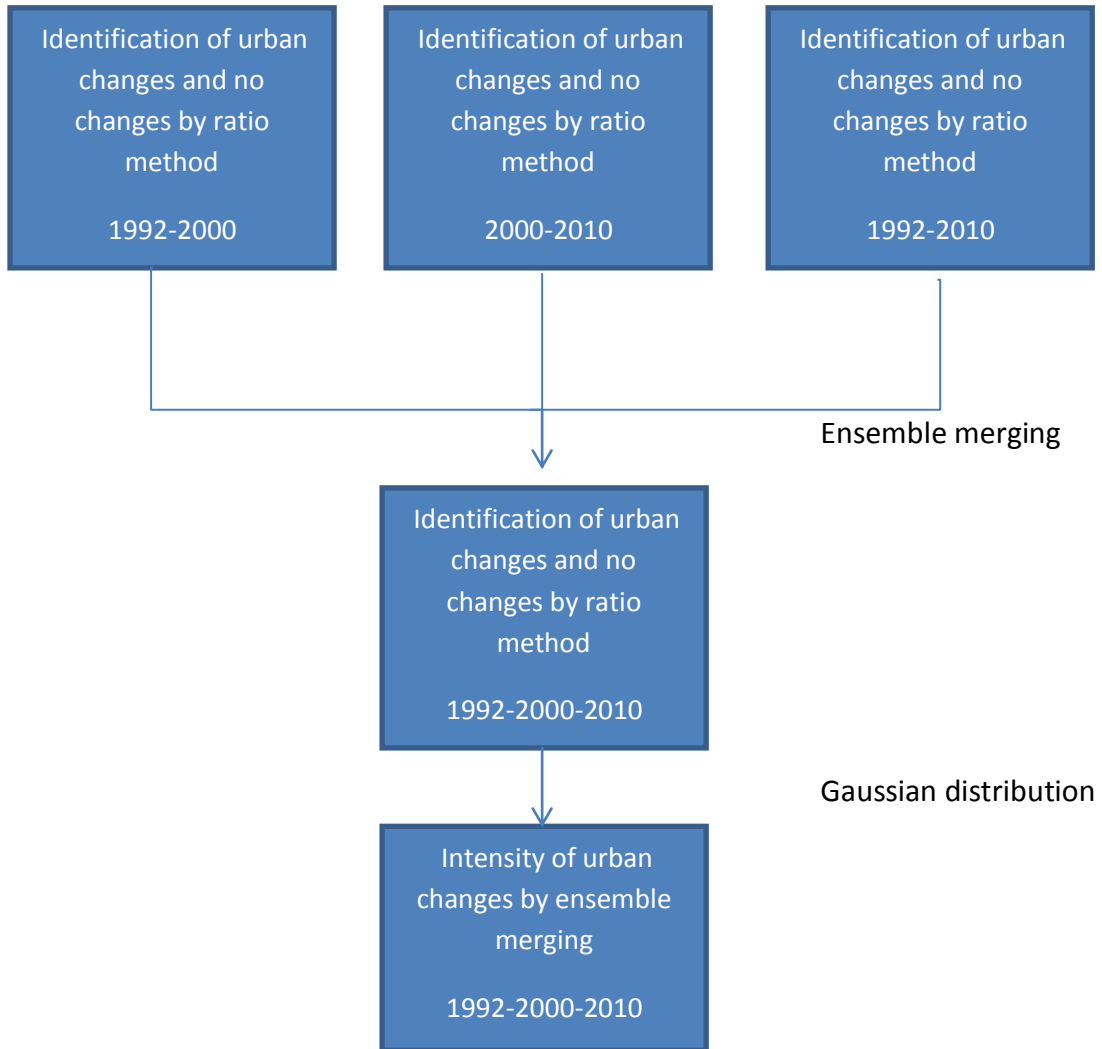 Identification of urban
changes and no
changes by ratio
method
1992-2000
Identification of urban
changes and no
changes by ratio
method
2000-2010
Identification of urban
changes and no
changes by ratio
method
1992-2010
Ensemble merging
Identification of urban
changes and no
changes by ratio
method
1992-2000-2010
Gaussian distribution
Intensity of urban
changes by ensemble
merging
1992-2000-2010